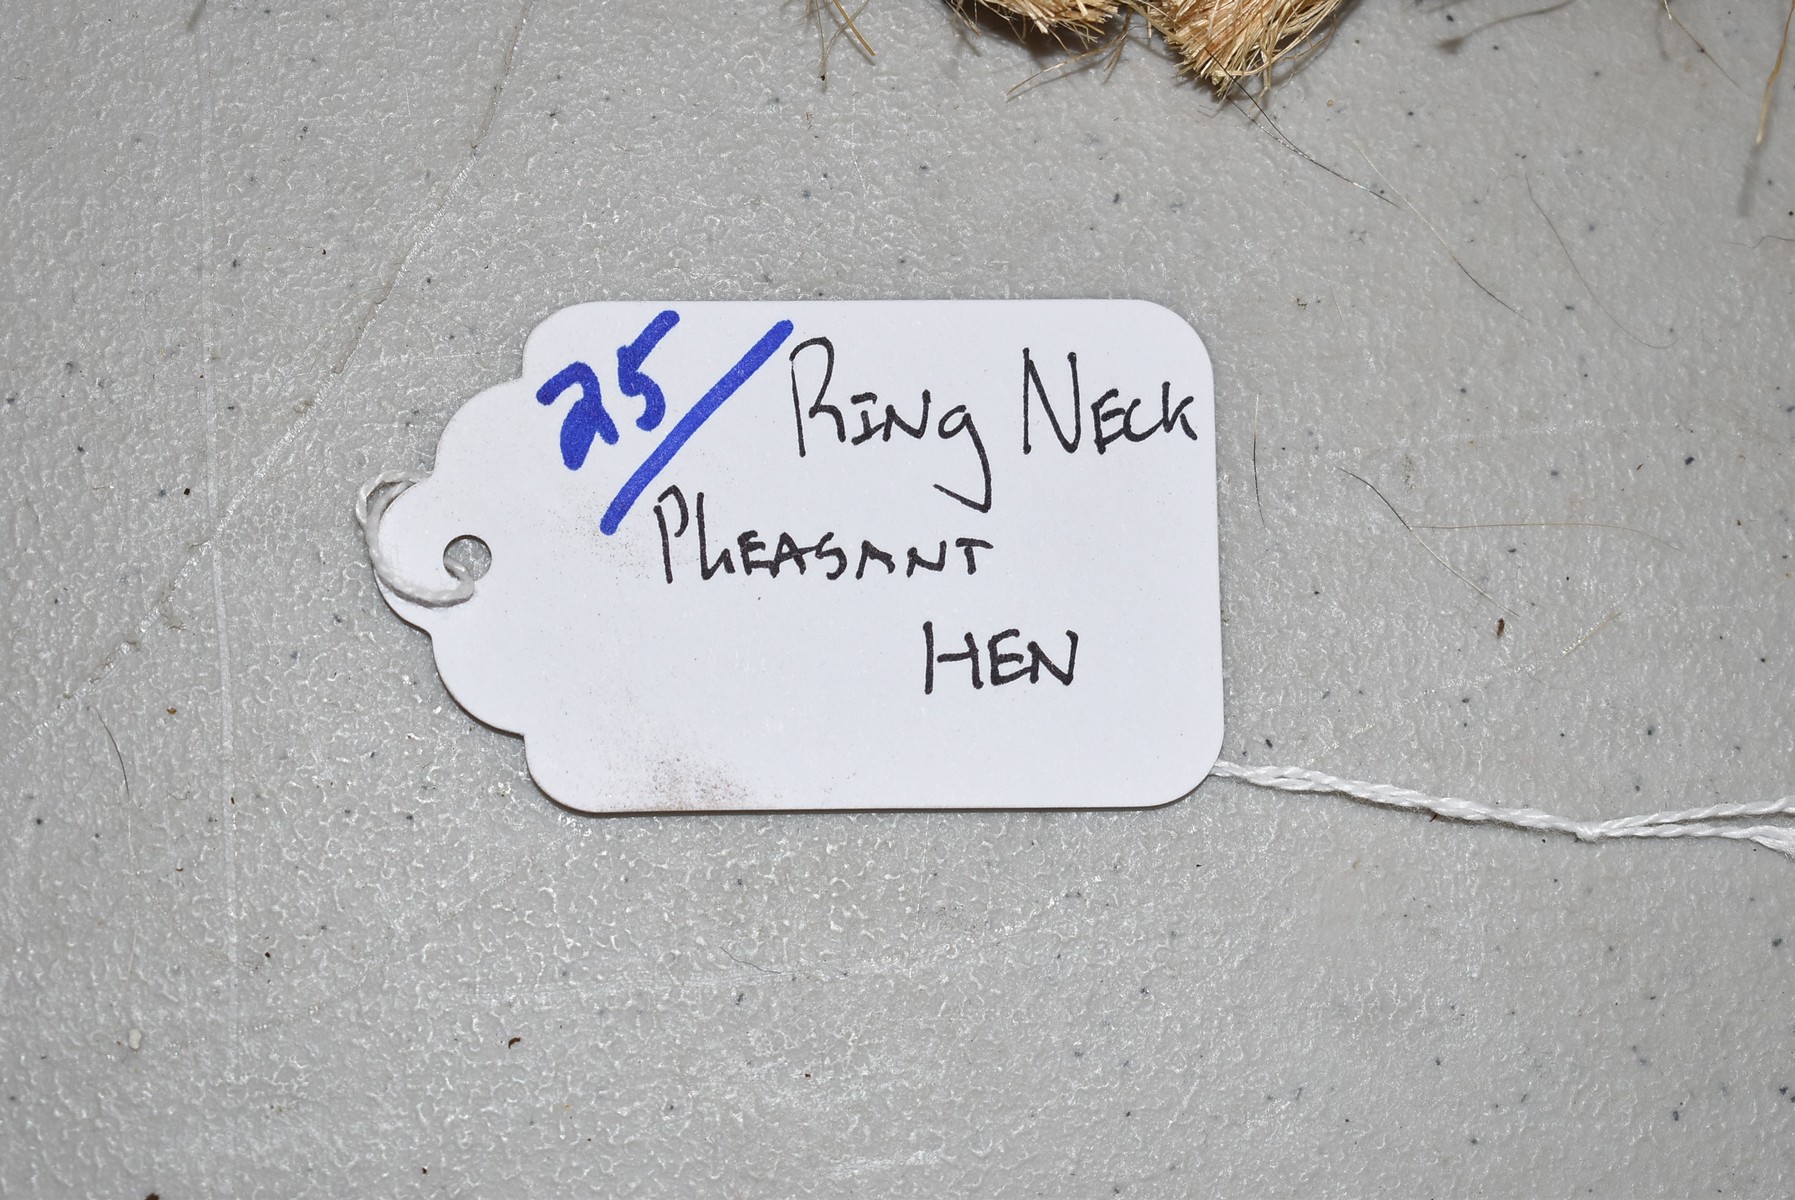 25/ Ring Neck
Pheasant
Hen